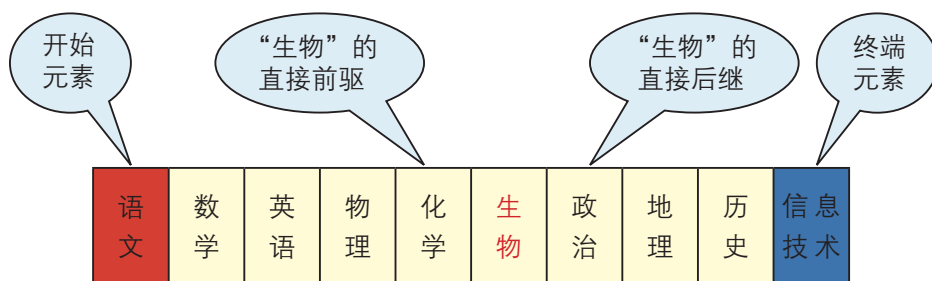 开始
元素
“生物”的
直接前驱
“生物”的
直接后继
终端
元素
语文
数学
英语
物理
化学
生物
政治
地理
历史
信息技术